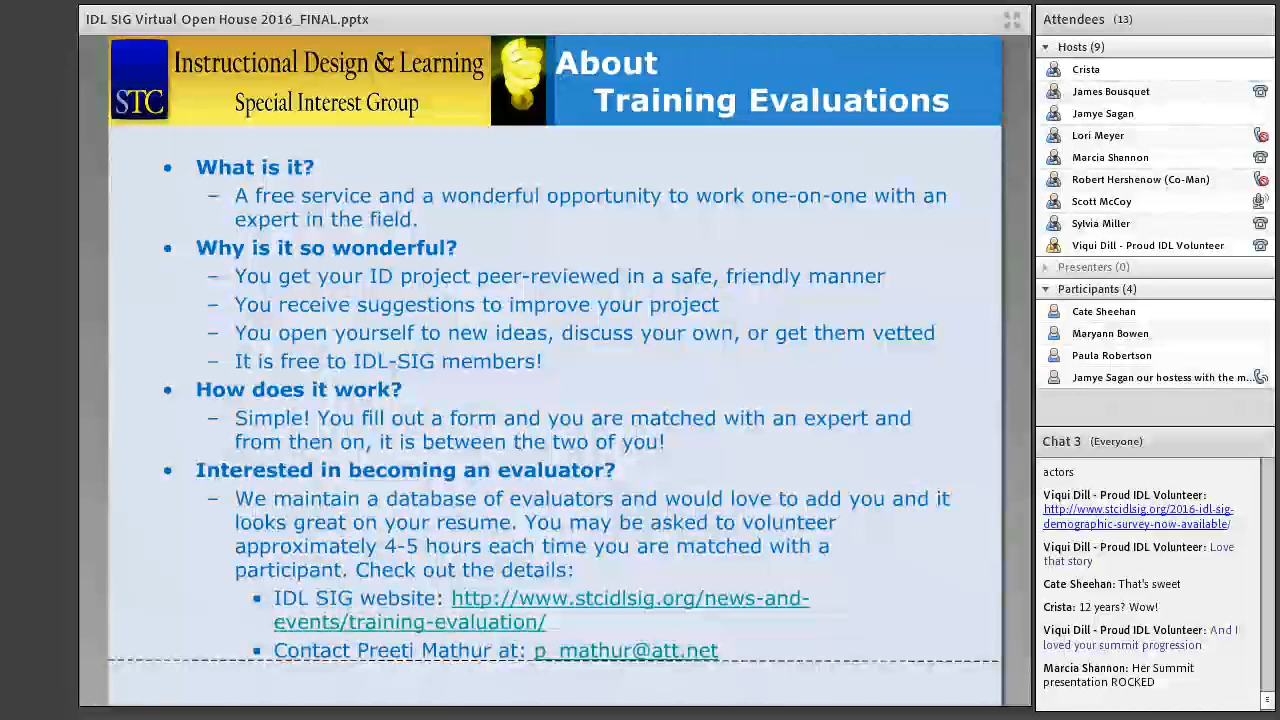 IDL SIG Virtual Open House 2016_FINAL.pptx
STC
Instructional Design & Learning
Special Interest Group
About
Training Evaluations
• What is it?
– A free service and a wonderful opportunity to work one-on-one with an
expert in the field.
• Why is it so wonderful?
– You get your ID project peer-reviewed in a safe, friendly manner
– You receive suggestions to improve your project
– You open yourself to new ideas, discuss your own, or get them vetted
– It is free to IDL-SIG members!
• How does it work?
– Simple! You fill out a form and you are matched with an expert and
from then on, it is between the two of you!
• Interested in becoming an evaluator?
– We maintain a database of evaluators and would love to add you and it
looks great on your resume. You may be asked to volunteer
approximately 4-5 hours each time you are matched with a
participant. Check out the details:
▪ IDL SIG website: http://www.stcidlsig.org/news-and-
events/training-evaluation/
▪ Contact Preeti Mathur at: p_mathur@att.net
Attendees (13)
Hosts (9)
Crista
James Bousquet
Jamye Sagan
Lori Meyer
Marcia Shannon
Robert Hershenow (Co-Man)
Scott McCoy
Sylvia Miller
Viqui Dill - Proud IDL Volunteer
Presenters (0)
Participants (4)
Cate Sheehan
Maryann Bowen
Paula Robertson
Jamye Sagan our hostess with the m...
Chat 3 (Everyone)
actors
Viqui Dill - Proud IDL Volunteer:
http://www.stcidlsig.org/2016-idl-sig-
demographic-survey-now-available/
Viqui Dill - Proud IDL Volunteer: Love
that story
Cate Sheehan: That's sweet
Crista: 12 years? Wow!
Viqui Dill - Proud IDL Volunteer: And I
loved your summit progression
Marcia Shannon: Her Summit
presentation ROCKED